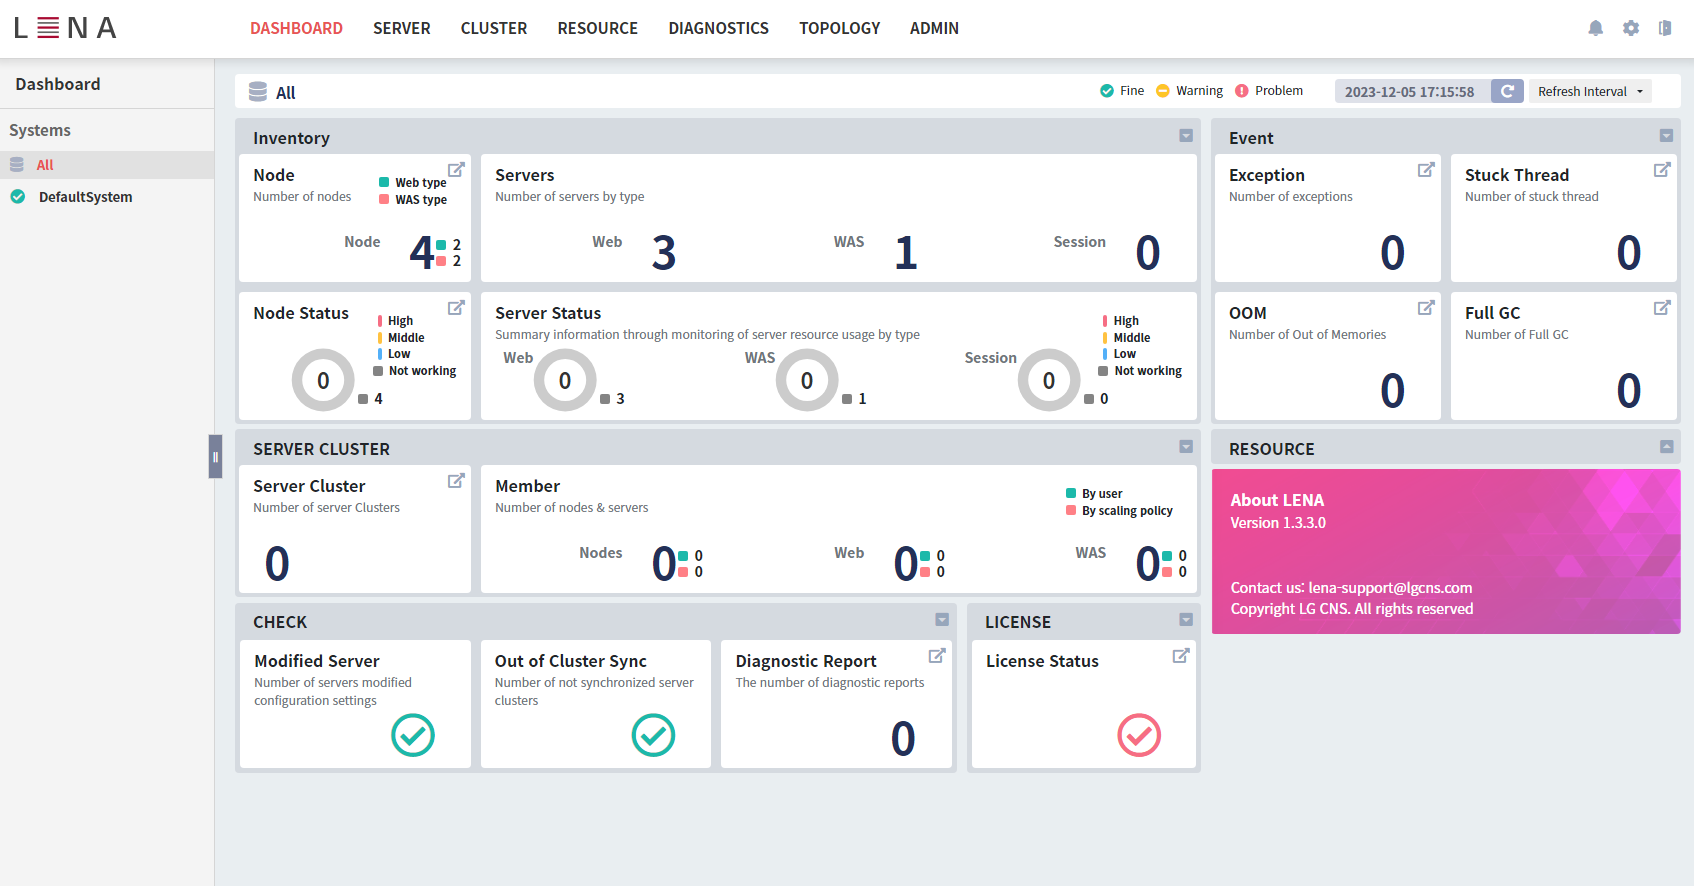 LENA
DASHBOARD SERVER CLUSTER RESOURCE DIAGNOSTICS TOPOLOGY ADMIN
Dashboard
Systems
All
DefaultSystem
All
Fine Warning Problem
2023-12-05 17:15:58
Refresh Interval
Inventory
Node
Number of nodes
Web type
WAS type
Node 4 2
2
Servers
Number of servers by type
Web 3 WAS 1 Session 0
Node Status
High
Middle
Low
Not working
0
4
Server Status
Summary information through monitoring of server resource usage by type
High
Middle
Low
Not working
Web 0 3
WAS 0 1
Session 0 0
Event
Exception
Number of exceptions
0
Stuck Thread
Number of stuck thread
0
OOM
Number of Out of Memories
0
Full GC
Number of Full GC
0
SERVER CLUSTER
Server Cluster
Number of server Clusters
0
Member
Number of nodes & servers
By user
By scaling policy
Nodes 0 0
0
Web 0 0
0
WAS 0 0
0
RESOURCE
About LENA
Version 1.3.3.0
Contact us: lena-support@lgcns.com
Copyright LG CNS. All rights reserved
CHECK
Modified Server
Number of servers modified
configuration settings
Out of Cluster Sync
Number of not synchronized server
clusters
Diagnostic Report
The number of diagnostic reports
0
LICENSE
License Status